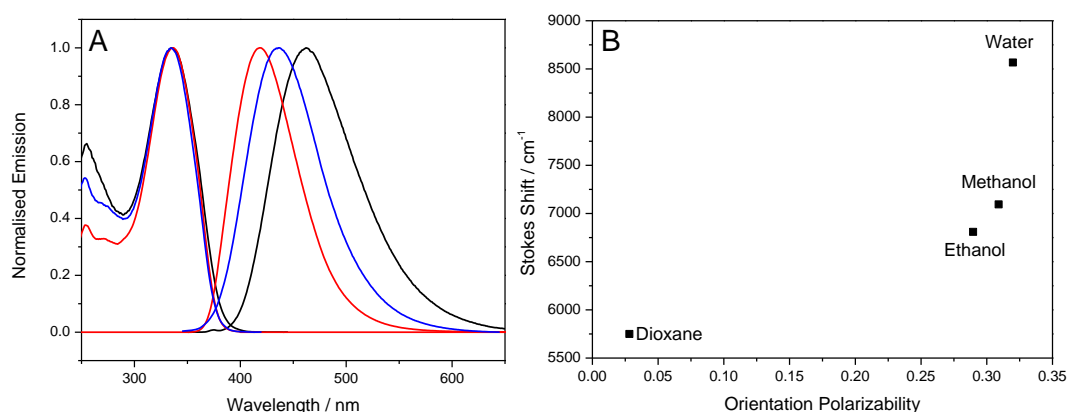 A
Normalised Emission
1.0
0.8
0.6
0.4
0.2
0.0
300 400 500 600
Wavelength / nm
B
Stokes Shift / cm-1
9000
8500
8000
7500
7000
6500
6000
5500
Water
Methanol
Ethanol
Dioxane
0.00 0.05 0.10 0.15 0.20 0.25 0.30 0.35
Orientation Polarizability